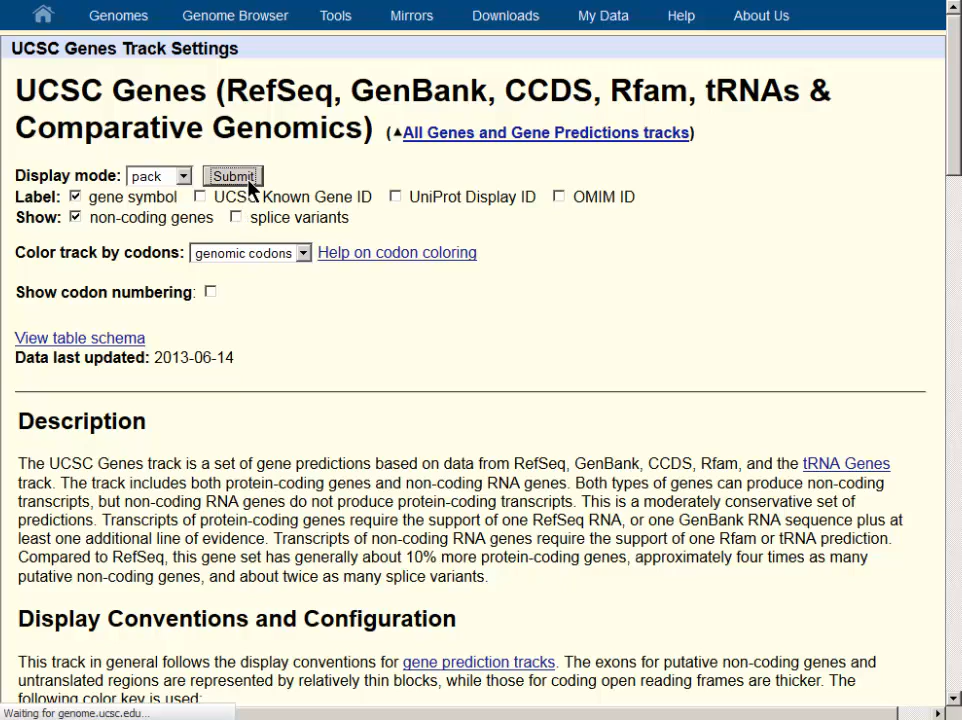 Genomes Genome Browser Tools Mirrors Downloads My Data Help About Us
UCSC Genes Track Settings
UCSC Genes (RefSeq, GenBank, CCDS, Rfam, tRNAs &
Comparative Genomics) (▲All Genes and Gene Predictions tracks)
Display mode: pack Submit
Label: gene symbol UCSC Known Gene ID UniProt Display ID OMIM ID
Show: non-coding genes splice variants
Color track by codons: genomic codons Help on codon coloring
Show codon numbering:
View table schema
Data last updated: 2013-06-14
Description
The UCSC Genes track is a set of gene predictions based on data from RefSeq, GenBank, CCDS, Rfam, and the tRNA Genes
track. The track includes both protein-coding genes and non-coding RNA genes. Both types of genes can produce non-coding
transcripts, but non-coding RNA genes do not produce protein-coding transcripts. This is a moderately conservative set of
predictions. Transcripts of protein-coding genes require the support of one RefSeq RNA, or one GenBank RNA sequence plus at
least one additional line of evidence. Transcripts of non-coding RNA genes require the support of one Rfam or tRNA prediction.
Compared to RefSeq, this gene set has generally about 10% more protein-coding genes, approximately four times as many
putative non-coding genes, and about twice as many splice variants.
Display Conventions and Configuration
This track in general follows the display conventions for gene prediction tracks. The exons for putative non-coding genes and
untranslated regions are represented by relatively thin blocks, while those for coding open reading frames are thicker. The
following color key is used:
Waiting for genome.ucsc.edu...